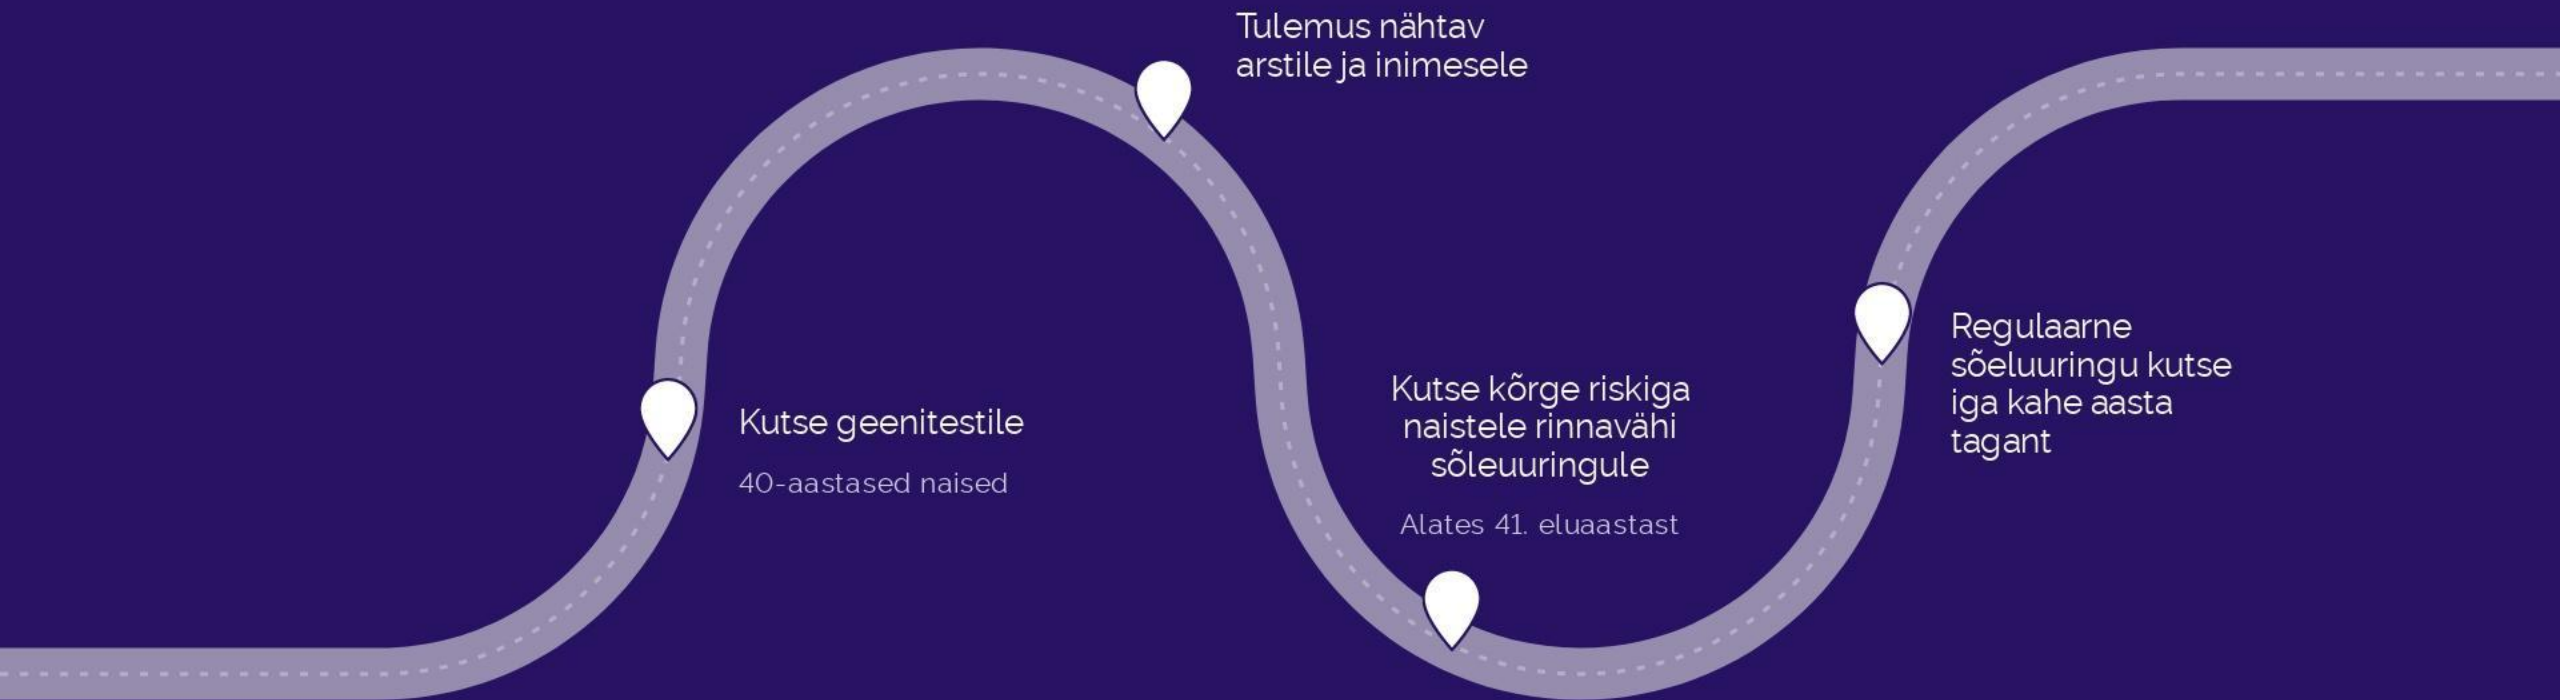 Tulemus nähtav
arstile ja inimesele
Kutse geenitestile
40-aastased naised
Kutse kõrge riskiga
naistele rinnavähi
sõleuuringule
Alates 41. eluaastast
Regulaarne
sõeluuringu kutse
iga kahe aasta
tagant